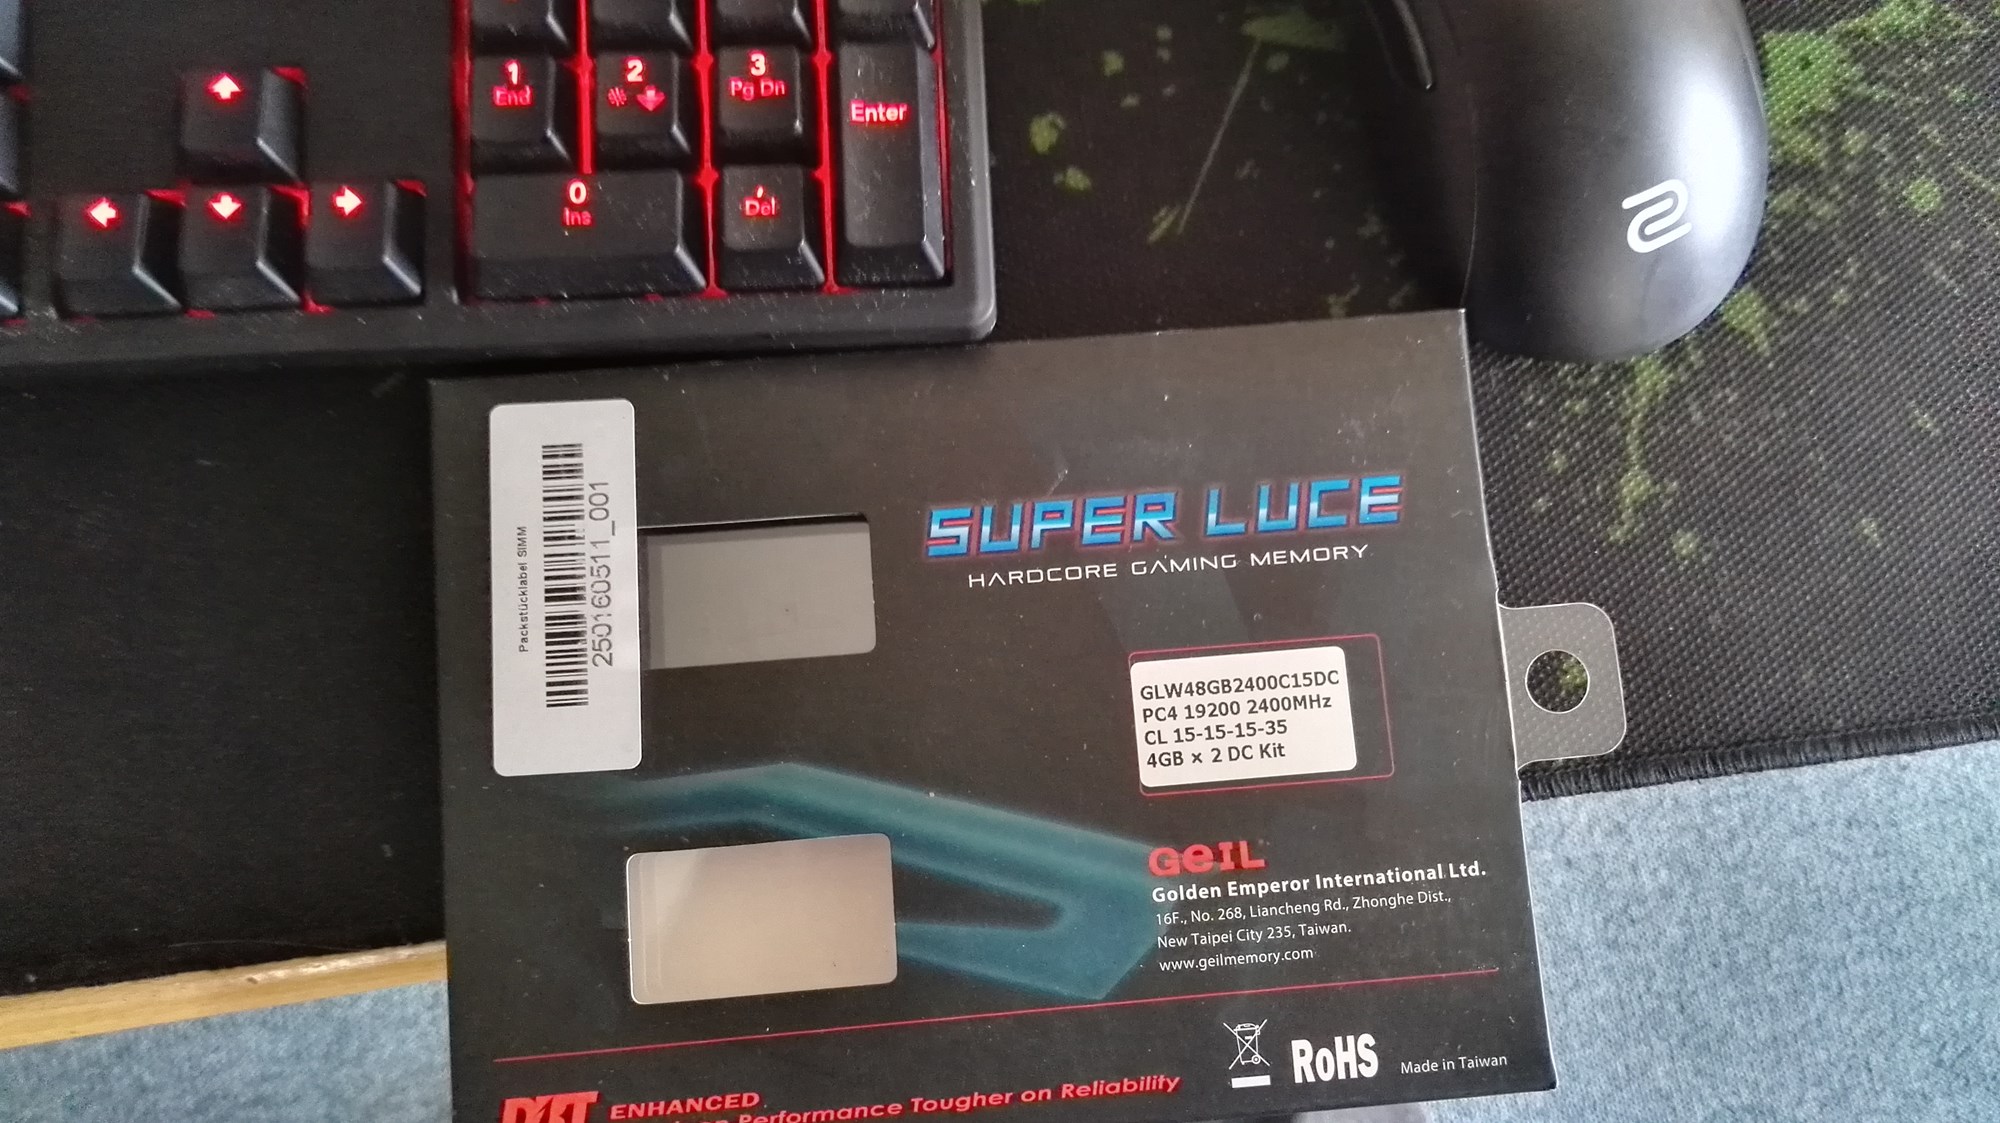 1
End
2
3
Pg Dn
Enter
0
Ins
,
Del
Packstücklabel SIMM
250160511_001
SUPER LUCE
HARDCORE GAMING MEMORY
GLW48GB2400C15DC
PC4 19200 2400MHz
CL 15-15-15-35
4GB × 2 DC Kit
GeIL
Golden Emperor International Ltd.
16F., No. 268, Liancheng Rd., Zhonghe Dist.,
New Taipei City 235, Taiwan.
www.geilmemory.com
RoHS
Made in Taiwan
ENHANCED
Performance Tougher on Reliability